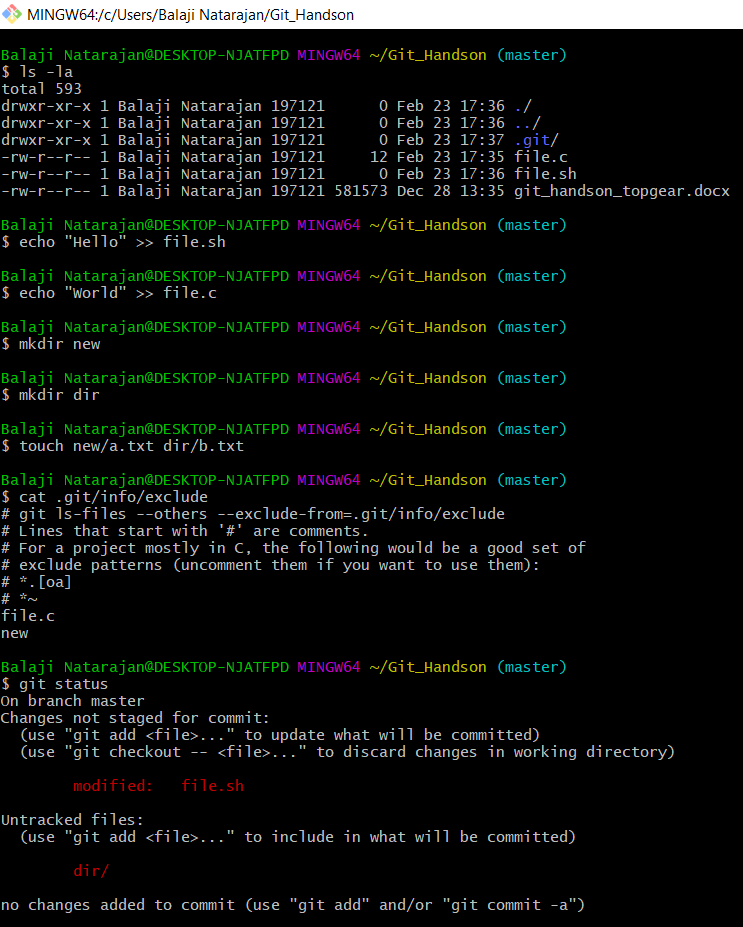 MINGW64:/c/Users/Balaji Natarajan/Git_Handson
Balaji Natarajan@DESKTOP-NJATFPD MINGW64 ~/Git_Handson (master)
$ ls -la
total 593
drwxr-xr-x 1 Balaji Natarajan 197121      0 Feb 23 17:36 ./
drwxr-xr-x 1 Balaji Natarajan 197121      0 Feb 23 17:36 ../
drwxr-xr-x 1 Balaji Natarajan 197121      0 Feb 23 17:37 .git/
-rw-r--r-- 1 Balaji Natarajan 197121     12 Feb 23 17:35 file.c
-rw-r--r-- 1 Balaji Natarajan 197121      0 Feb 23 17:36 file.sh
-rw-r--r-- 1 Balaji Natarajan 197121 581573 Dec 28 13:35 git_handson_topgear.docx
Balaji Natarajan@DESKTOP-NJATFPD MINGW64 ~/Git_Handson (master)
$ echo "Hello" >> file.sh
Balaji Natarajan@DESKTOP-NJATFPD MINGW64 ~/Git_Handson (master)
$ echo "World" >> file.c
Balaji Natarajan@DESKTOP-NJATFPD MINGW64 ~/Git_Handson (master)
$ mkdir new
Balaji Natarajan@DESKTOP-NJATFPD MINGW64 ~/Git_Handson (master)
$ mkdir dir
Balaji Natarajan@DESKTOP-NJATFPD MINGW64 ~/Git_Handson (master)
$ touch new/a.txt dir/b.txt
Balaji Natarajan@DESKTOP-NJATFPD MINGW64 ~/Git_Handson (master)
$ cat .git/info/exclude
# git ls-files --others --exclude-from=.git/info/exclude
# Lines that start with '#' are comments.
# For a project mostly in C, the following would be a good set of
# exclude patterns (uncomment them if you want to use them):
# *.[oa]
# *~
file.c
new
Balaji Natarajan@DESKTOP-NJATFPD MINGW64 ~/Git_Handson (master)
$ git status
On branch master
Changes not staged for commit:
  (use "git add <file>..." to update what will be committed)
  (use "git checkout -- <file>..." to discard changes in working directory)
        modified:   file.sh
Untracked files:
  (use "git add <file>..." to include in what will be committed)
        dir/
no changes added to commit (use "git add" and/or "git commit -a")